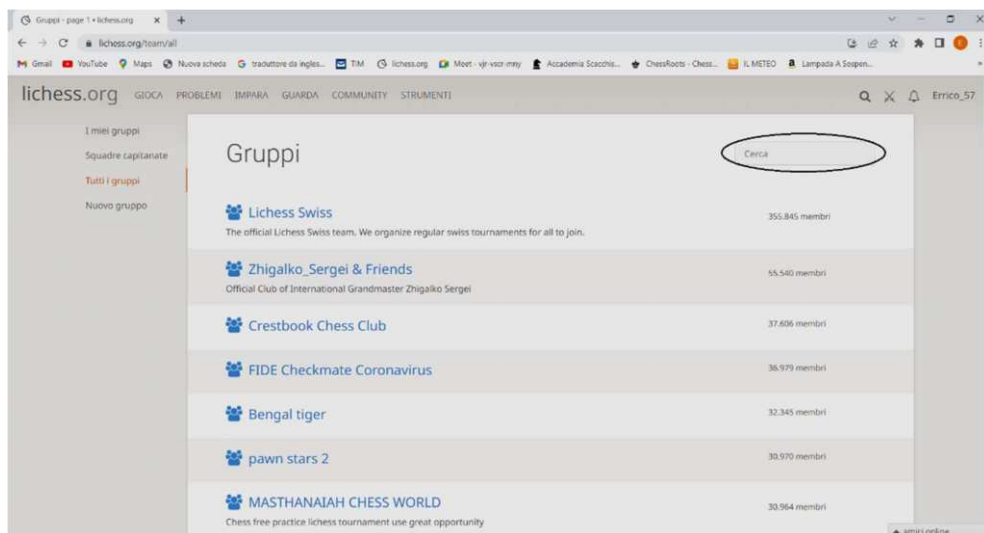 Gruppi - page 1 • lichess.org
lichess.org/team/all
Gmail YouTube Maps Nuova scheda traduttore da ingles... TIM lichess.org Meet - vjr-vscr-mny Accademia Scacchis... ChessRoots - Chess... IL METEO Lampada A Sospen...
lichess.org GIOCA PROBLEMI IMPARA GUARDA COMMUNITY STRUMENTI Errico_57
I miei gruppi
Squadre capitanate
Tutti i gruppi
Nuovo gruppo
Gruppi
Cerca
Lichess Swiss 355.845 membri
The official Lichess Swiss team. We organize regular swiss tournaments for all to join.
Zhigalko_Sergei & Friends 55.540 membri
Official Club of International Grandmaster Zhigalko Sergei
Crestbook Chess Club 37.606 membri
FIDE Checkmate Coronavirus 36.979 membri
Bengal tiger 32.345 membri
pawn stars 2 30.970 membri
MASTHANAIAH CHESS WORLD 30.964 membri
Chess free practice lichess tournament use great opportunity
amici online